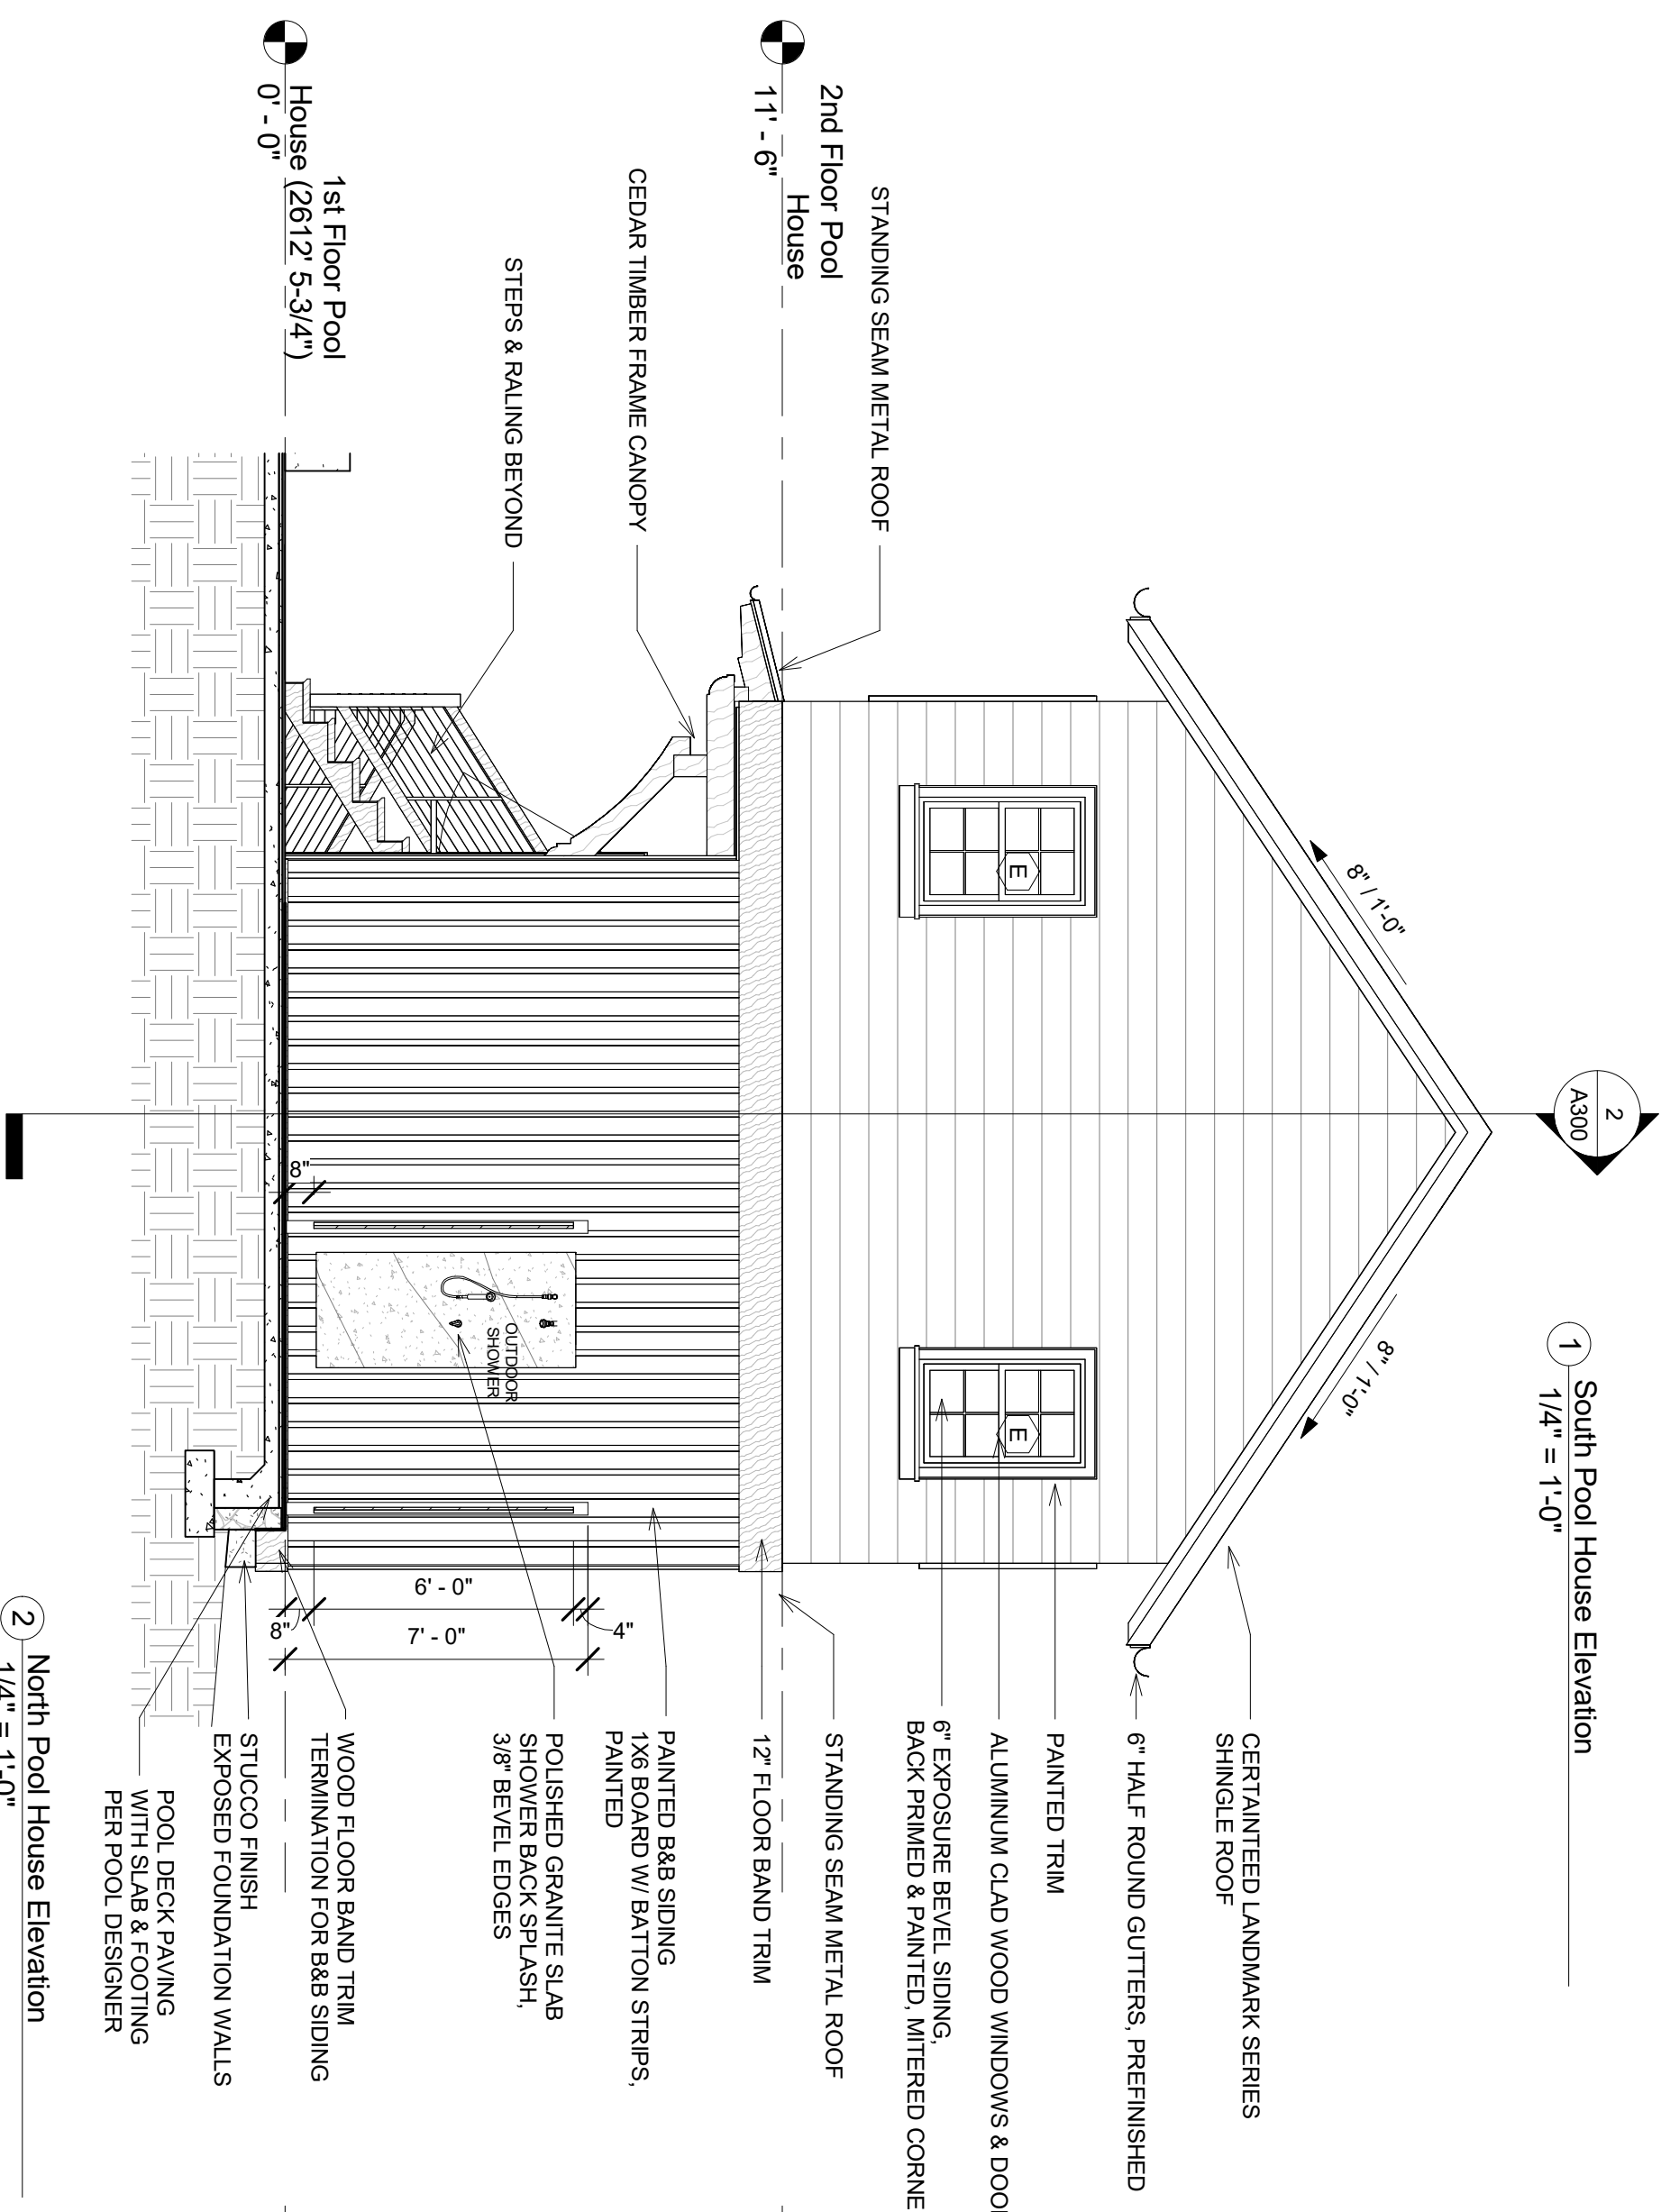 2
A300
1
South Pool House Elevation
1/4" = 1'-0"
8" / 1'-0"
8" / 1'-0"
CERTAINTEED LANDMARK SERIES
SHINGLE ROOF
6" HALF ROUND GUTTERS, PREFINISHED
PAINTED TRIM
ALUMINUM CLAD WOOD WINDOWS &
6" EXPOSURE BEVEL SIDING,
BACK PRIMED & PAINTED, MITERED
E
E
STANDING SEAM METAL ROOF
2nd Floor Pool
House
11' - 6"
STANDING SEAM METAL ROOF
12" FLOOR BAND TRIM
CEDAR TIMBER FRAME CANOPY
PAINTED B&B SIDING
1X6 BOARD W/ BATTON STRIPS,
PAINTED
STEPS & RALING BEYOND
OUTDOOR
SHOWER
POLISHED GRANITE SLAB
SHOWER BACK SPLASH,
3/8" BEVEL EDGES
6' - 0"
7' - 0"
4"
8"
8"
1st Floor Pool
House (2612' 5-3/4")
0' - 0"
WOOD FLOOR BAND TRIM
TERMINATION FOR B&B SIDING
STUCCO FINISH
EXPOSED FOUNDATION WALLS
POOL DECK PAVING
WITH SLAB & FOOTING
PER POOL DESIGNER
2
North Pool House Elevation
1/4" = 1'-0"